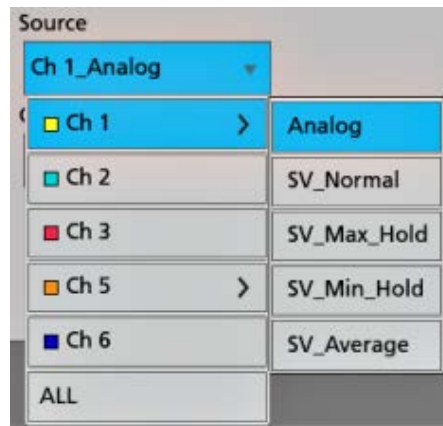 Source
Ch 1_Analog
Ch 1
Analog
Ch 2
SV_Normal
Ch 3
SV_Max_Hold
Ch 5
SV_Min_Hold
Ch 6
SV_Average
ALL